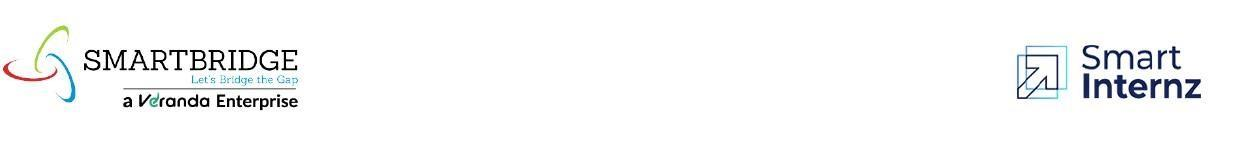 SMARTBRIDGE
Let's Bridge the Gap
a Veranda Enterprise
Smart
Internz